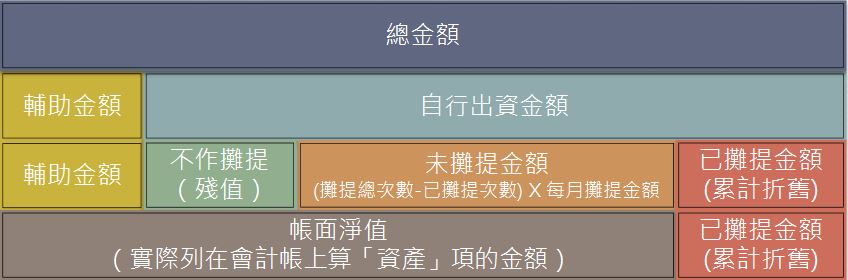 總金額
輔助金額
自行出資金額
輔助金額
不作攤提
(殘值)
未攤提金額
(攤提總次數-已攤提次數) X 每月攤提金額
已攤提金額
(累計折舊)
帳面淨值
(實際列在會計帳上算「資產」項的金額)
已攤提金額
(累計折舊)